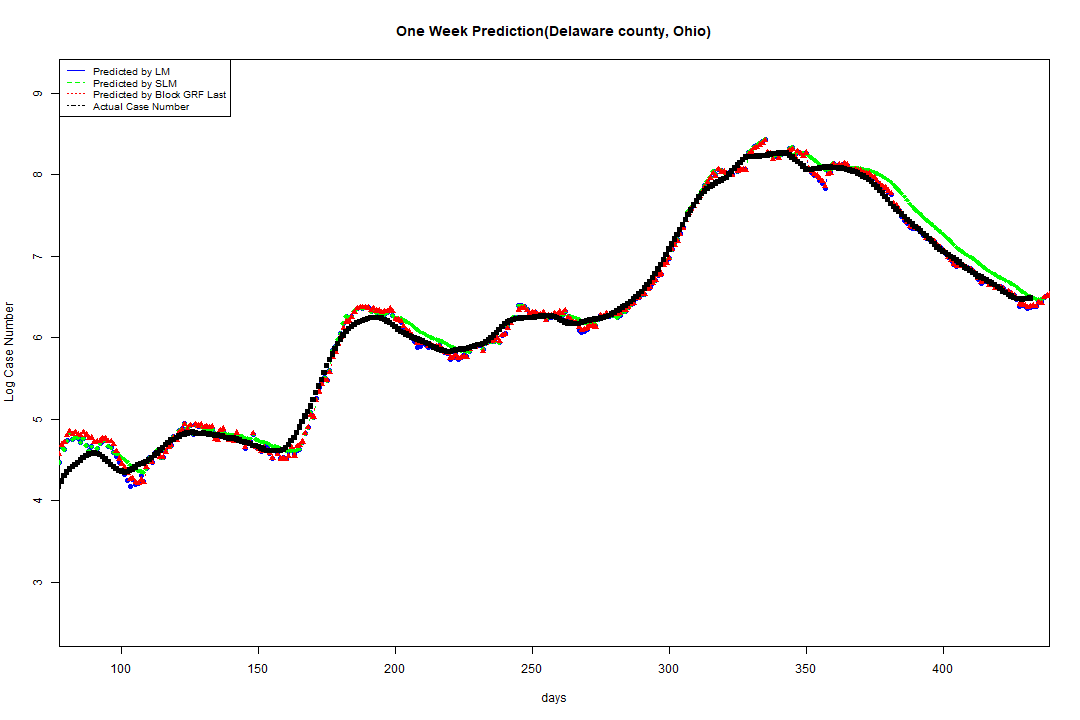 One Week Prediction(Delaware county, Ohio)
Predicted by LM
Predicted by SLM
Predicted by Block GRF Last
Actual Case Number
9
8
7
6
5
4
3
Log Case Number
100 150 200 250 300 350 400
days